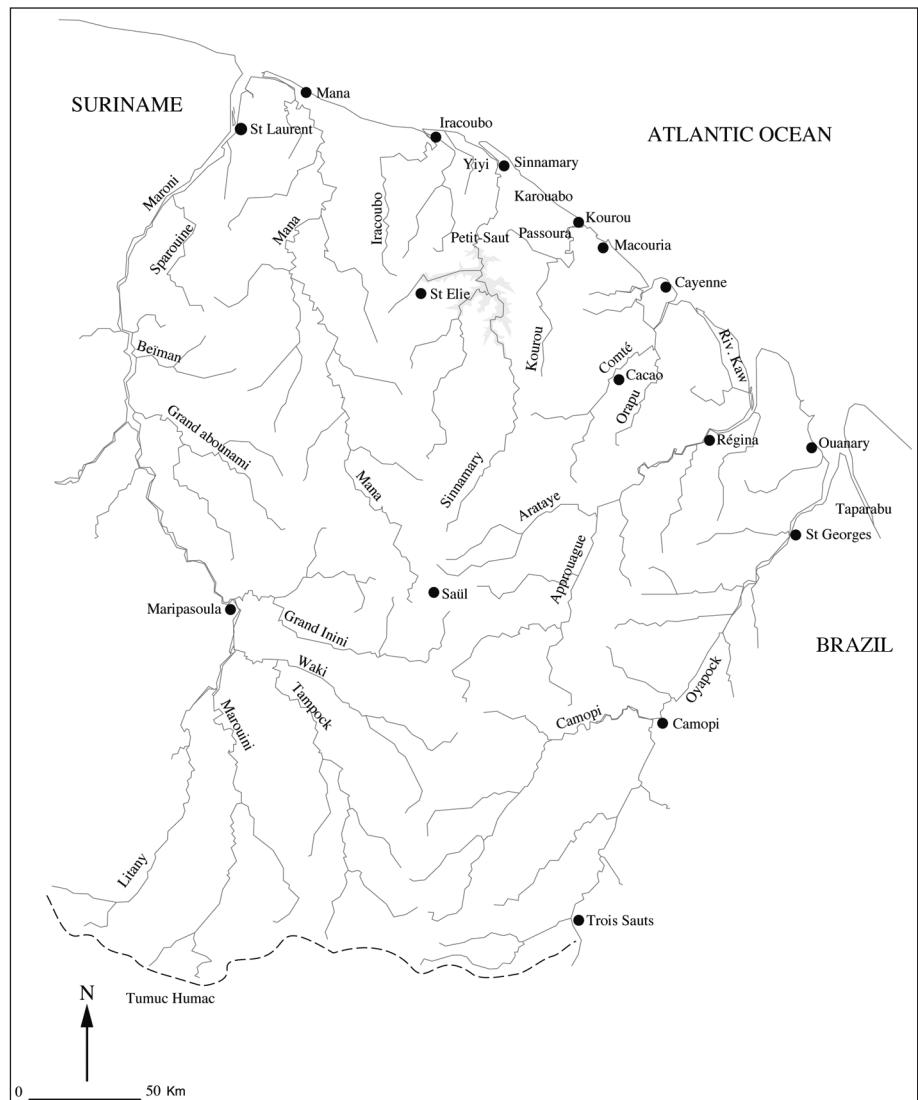 SURINAME
Mana
St Laurent
Iracoubo
ATLANTIC OCEAN
Yiyi
Sinnamary
Maroni
Karouabo
Iracoubo
Mana
Kourou
Passoura
Petit-Saut
Macouria
Sparouine
St Elie
Cayenne
Beïman
Kourou
Comté
Riv. Kaw
Cacao
Orapu
Grand abounami
Régina
Ouanary
Mana
Sinnamary
Arataye
Taparabu
St Georges
Approuague
Saül
Maripasoula
Grand Inini
BRAZIL
Waki
Oyapock
Tampock
Marouini
Camopi
Camopi
Litany
Trois Sauts
Tumuc Humac
N
0 50 Km